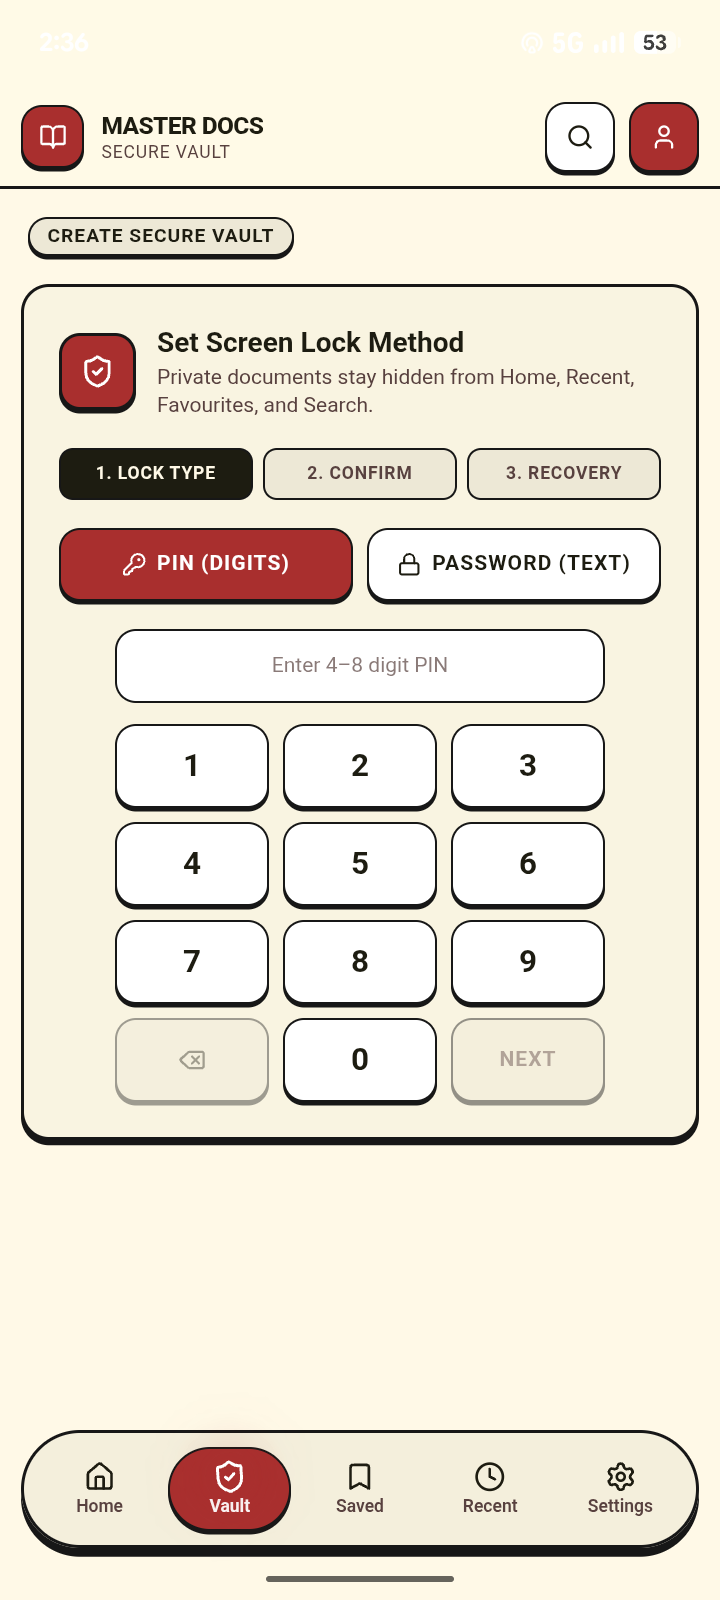 2:36
5G
53
MASTER DOCS
SECURE VAULT
CREATE SECURE VAULT
Set Screen Lock Method
Private documents stay hidden from Home, Recent,
Favourites, and Search.
1. LOCK TYPE
2. CONFIRM
3. RECOVERY
PIN (DIGITS)
PASSWORD (TEXT)
Enter 4–8 digit PIN
1
2
3
4
5
6
7
8
9
0
NEXT
Home
Vault
Saved
Recent
Settings